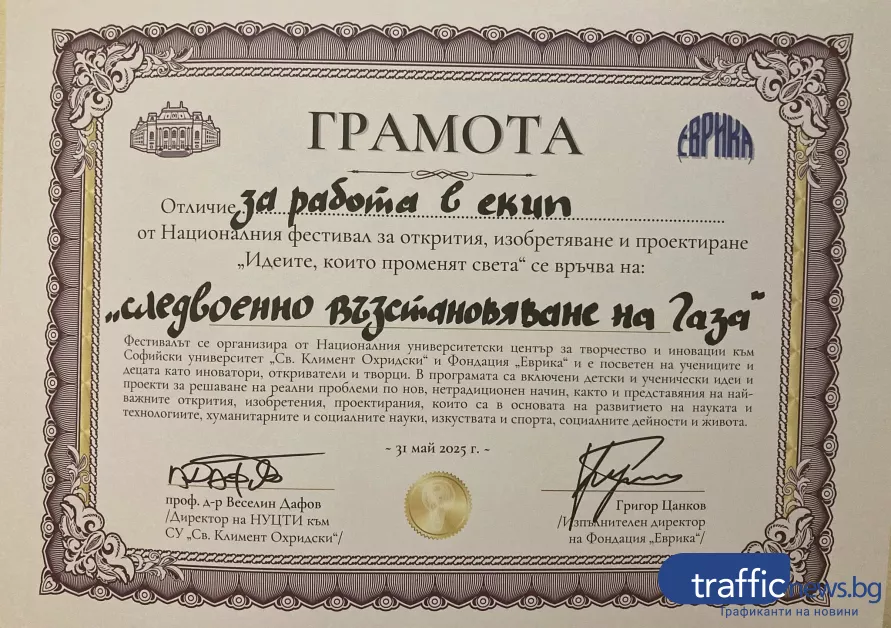 ГРАМОТА
ЕВРИКА
Отличие за работа в екип
от Националния фестивал за открития, изобретяване и проектиране
„Идеите, които променят света“ се връчва на:
„следвоенно възстановяване на Газа“
Фестивалът се организира от Националния университетски център за творчество и иновации към
Софийски университет „Св. Климент Охридски“ и Фондация „Еврика“ и е посветен на учениците и
децата като иноватори, откриватели и творци. В програмата са включени детски и ученически идеи и
проекти за решаване на реални проблеми по нов, нетрадиционен начин, както и представяния на най-
важните открития, изобретения, проектирания, които са в основата на развитието на науката и
технологиите, хуманитарните и социалните науки, изкуствата и спорта, социалните дейности и живота.
~ 31 май 2025 г. ~
проф. д-р Веселин Дафов
/Директор на НУЦТИ към
СУ „Св. Климент Охридски“/
Григор Цанков
/Изпълнителен директор
на Фондация „Еврика“/
trafficnews.bg
Трафиканти на новини